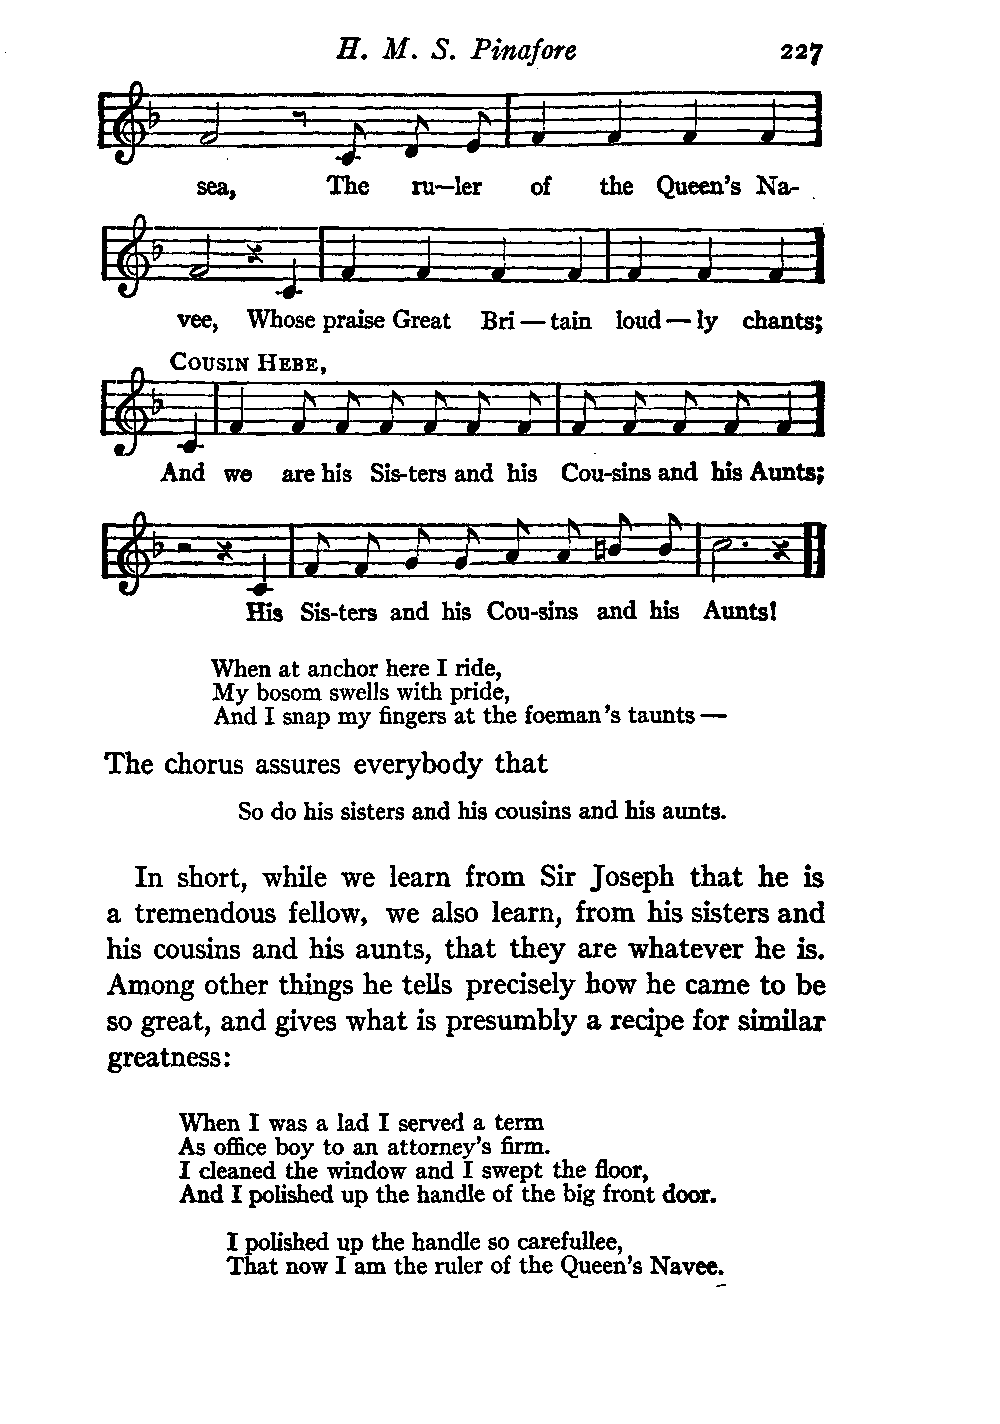 H. M. S. Pinafore 227
sea, The ru—ler of the Queen's Na-
vee, Whose praise Great Bri — tain loud — ly chants;
COUSIN HEBE,
And we are his Sis-ters and his Cou-sins and his Aunts;
His Sis-ters and his Cou-sins and his Aunts!
When at anchor here I ride,
My bosom swells with pride,
And I snap my fingers at the foeman's taunts —
The chorus assures everybody that
So do his sisters and his cousins and his aunts.
In short, while we learn from Sir Joseph that he is
a tremendous fellow, we also learn, from his sisters and
his cousins and his aunts, that they are whatever he is.
Among other things he tells precisely how he came to be
so great, and gives what is presumbly a recipe for similar
greatness:
When I was a lad I served a term
As office boy to an attorney's firm.
I cleaned the window and I swept the floor,
And I polished up the handle of the big front door.
I polished up the handle so carefullee,
That now I am the ruler of the Queen's Navee.